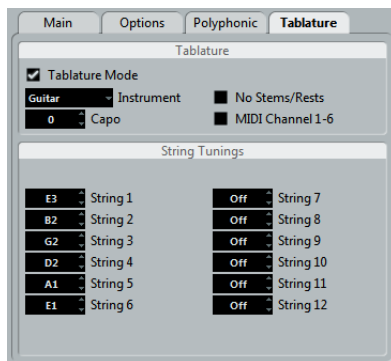 Main Options Polyphonic Tablature
Tablature
Tablature Mode
Guitar Instrument No Stems/Rests
0 Capo MIDI Channel 1-6
String Tunings
E3 String 1 Off String 7
B2 String 2 Off String 8
G2 String 3 Off String 9
D2 String 4 Off String 10
A1 String 5 Off String 11
E1 String 6 Off String 12